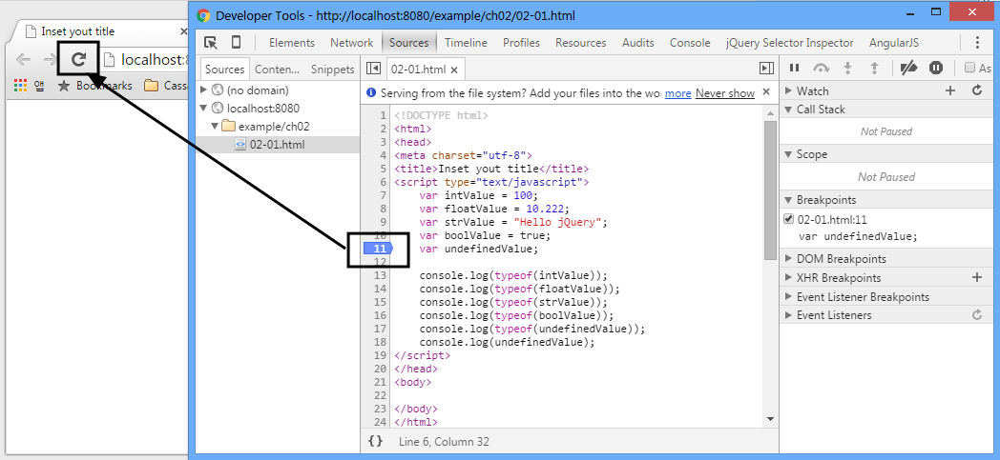 Developer Tools - http://localhost:8080/example/ch02/02-01.html
Inset yout title
localhost:8
앱 Bookmarks Cassa
Elements Network Sources Timeline Profiles Resources Audits Console jQuery Selector Inspector AngularJS
Sources Conten... Snippets
(no domain)
localhost:8080
example/ch02
02-01.html
02-01.html
Serving from the file system? Add your files into the wo more Never show
1 <!DOCTYPE html>
2 <html>
3 <head>
4 <meta charset="utf-8">
5 <title>Inset yout title</title>
6 <script type="text/javascript">
7 var intValue = 100;
8 var floatValue = 10.222;
9 var strValue = "Hello jQuery";
10 var boolValue = true;
11 var undefinedValue;
12
13 console.log(typeof(intValue));
14 console.log(typeof(floatValue));
15 console.log(typeof(strValue));
16 console.log(typeof(boolValue));
17 console.log(typeof(undefinedValue));
18 console.log(undefinedValue);
19 </script>
20 </head>
21 <body>
22
23 </body>
24 </html>
{} Line 6, Column 32
As
Watch
Call Stack
Not Paused
Scope
Not Paused
Breakpoints
02-01.html:11
var undefinedValue;
DOM Breakpoints
XHR Breakpoints
Event Listener Breakpoints
Event Listeners